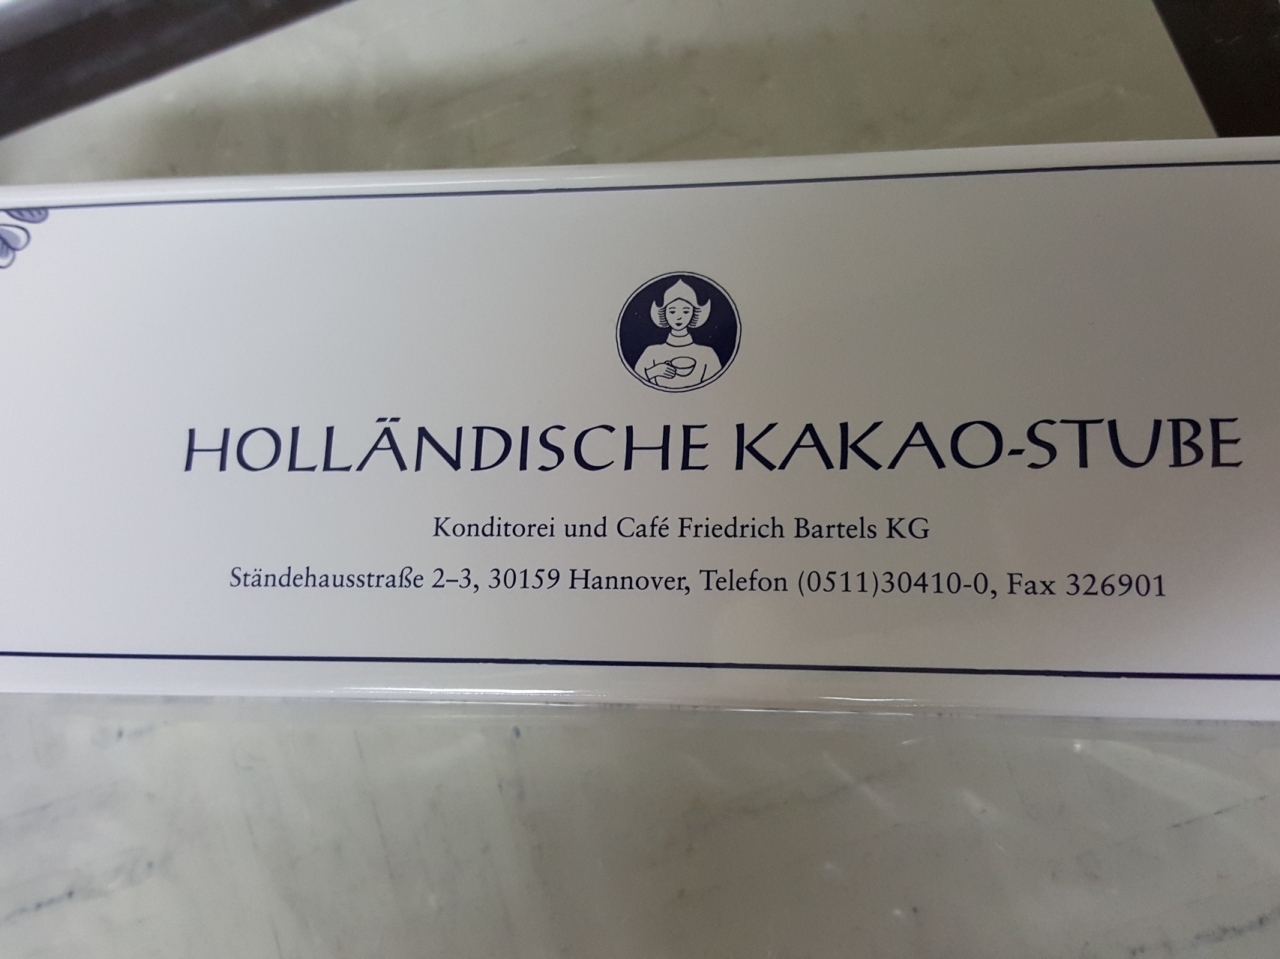 HOLLÄNDISCHE KAKAO-STUBE
Konditorei und Café Friedrich Bartels KG
Ständehausstraße 2–3, 30159 Hannover, Telefon (0511)30410-0, Fax 326901